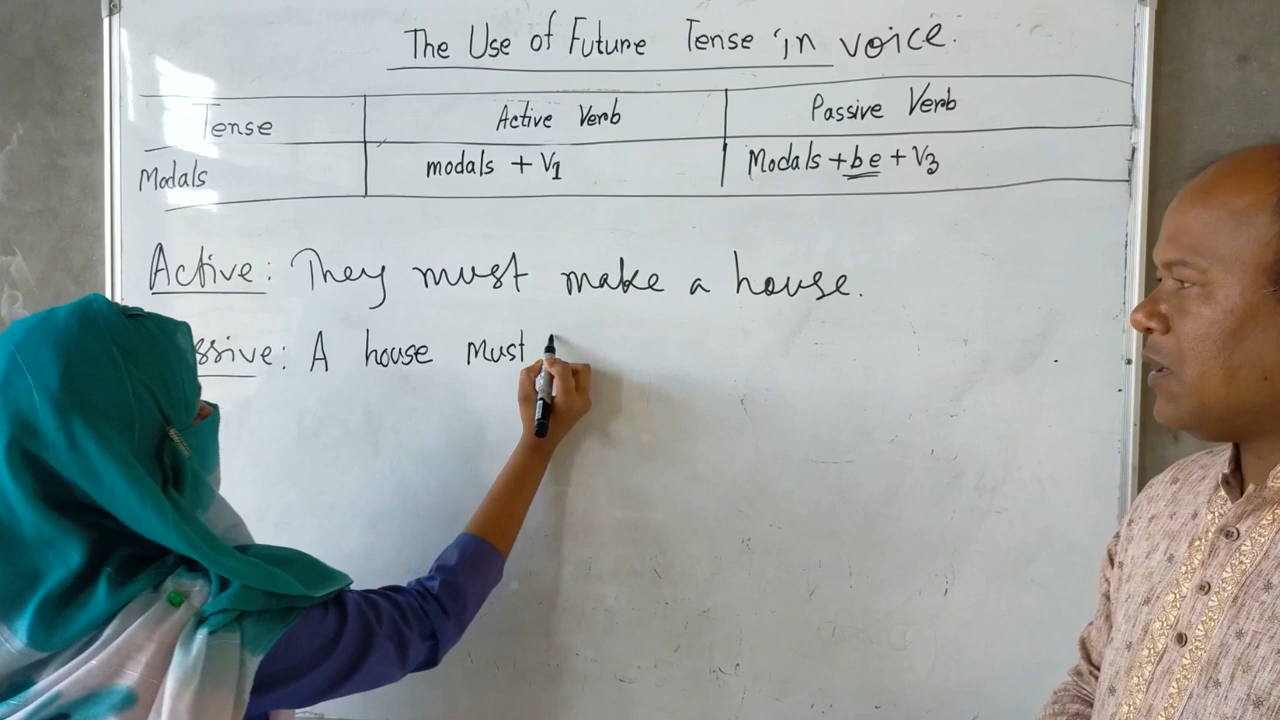 The Use of Future Tense in voice.
Tense Active Verb Passive Verb
Modals modals + V1 Modals + be + V3
Active: They must make a house.
ssive: A house must